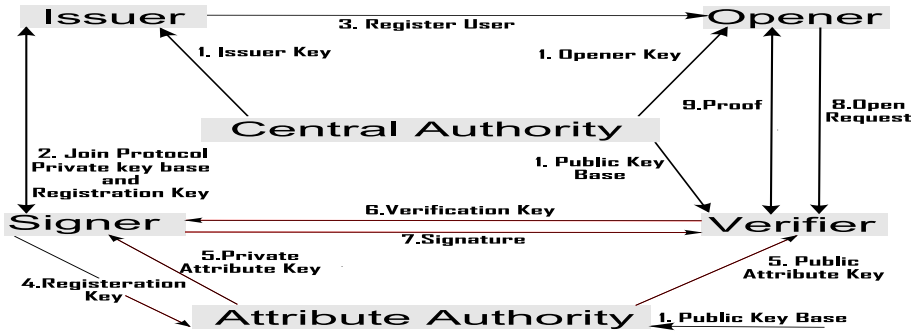 Issuer
3. Register User
Opener
1. Issuer Key
1. Opener Key
9.Proof
8.Open
Request
Central Authority
2. Join Protocol
Private key base
and
Registration Key
1. Public Key
Base
Signer
6.Verification Key
Verifier
7.Signature
5.Private
Attribute Key
5. Public
Attribute Key
4.Registeration
Key
Attribute Authority
1. Public Key Base